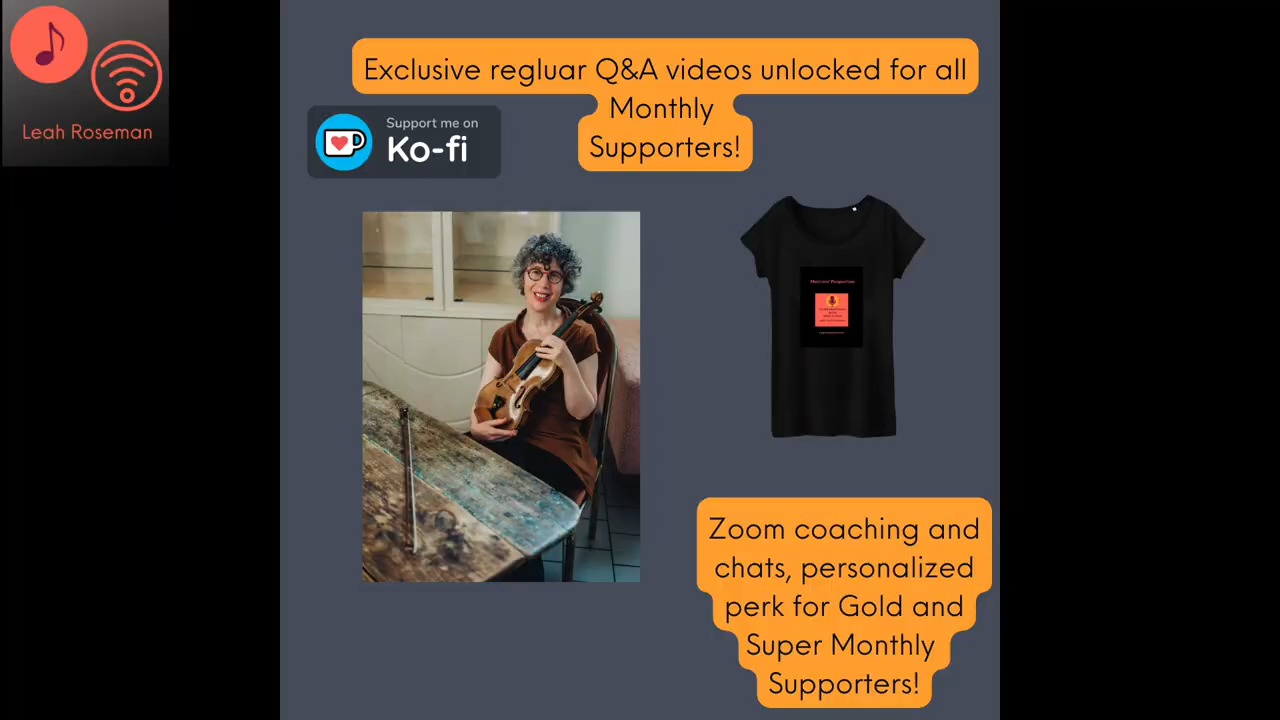 Leah Roseman
Exclusive regluar Q&A videos unlocked for all
Monthly
Supporters!
Support me on
Ko-fi
Zoom coaching and
chats, personalized
perk for Gold and
Super Monthly
Supporters!